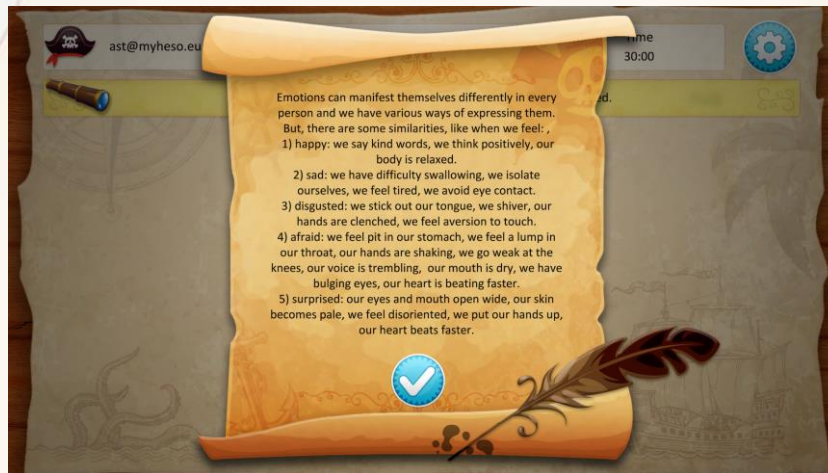 ast@myheso.eu
Time
30:00
ed.
Emotions can manifest themselves differently in every
person and we have various ways of expressing them.
But, there are some similarities, like when we feel: ,
1) happy: we say kind words, we think positively, our
body is relaxed.
2) sad: we have difficulty swallowing, we isolate
ourselves, we feel tired, we avoid eye contact.
3) disgusted: we stick out our tongue, we shiver, our
hands are clenched, we feel aversion to touch.
4) afraid: we feel pit in our stomach, we feel a lump in
our throat, our hands are shaking, we go weak at the
knees, our voice is trembling, our mouth is dry, we have
bulging eyes, our heart is beating faster.
5) surprised: our eyes and mouth open wide, our skin
becomes pale, we feel disoriented, we put our hands up,
our heart beats faster.